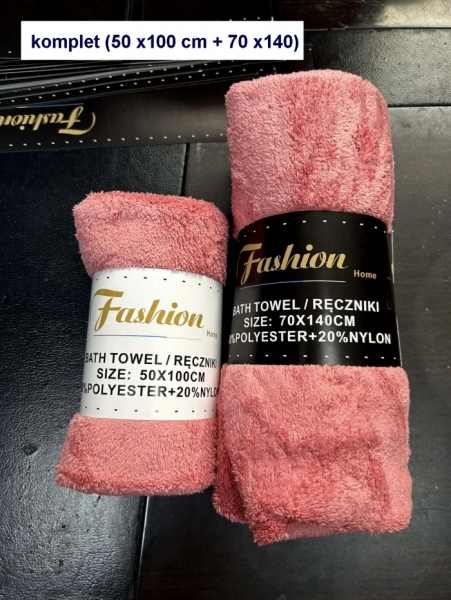 komplet (50 x100 cm + 70 x140)
Fashion
Fashion
Home
BATH TOWEL / RĘCZNIKI
SIZE: 70X140CM
%POLYESTER+20%NYLON
Fashion
Home
BATH TOWEL / RĘCZNIKI
SIZE: 50X100CM
%POLYESTER+20%NYLON